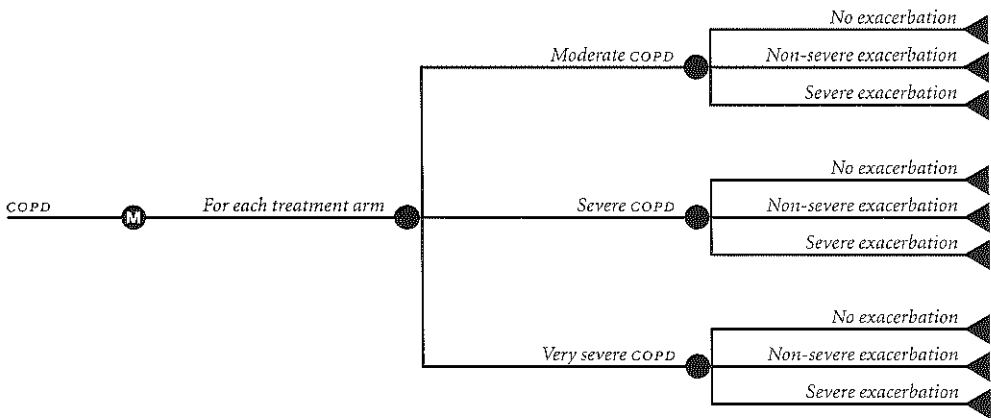 No exacerbation
Moderate COPD
Non-severe exacerbation
Severe exacerbation
COPD
M
For each treatment arm
No exacerbation
Severe COPD
Non-severe exacerbation
Severe exacerbation
No exacerbation
Very severe COPD
Non-severe exacerbation
Severe exacerbation